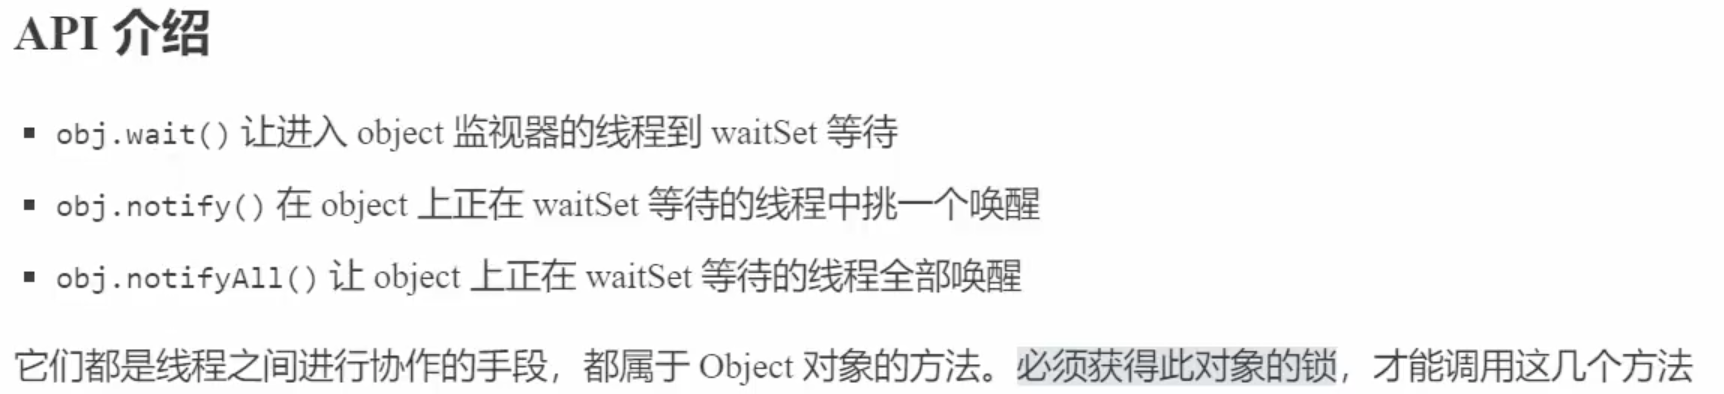 API 介绍
▪ obj.wait() 让进入 object 监视器的线程到 waitSet 等待
▪ obj.notify() 在 object 上正在 waitSet 等待的线程中挑一个唤醒
▪ obj.notifyAll() 让 object 上正在 waitSet 等待的线程全部唤醒
它们都是线程之间进行协作的手段，都属于 Object 对象的方法。必须获得此对象的锁，才能调用这几个方法